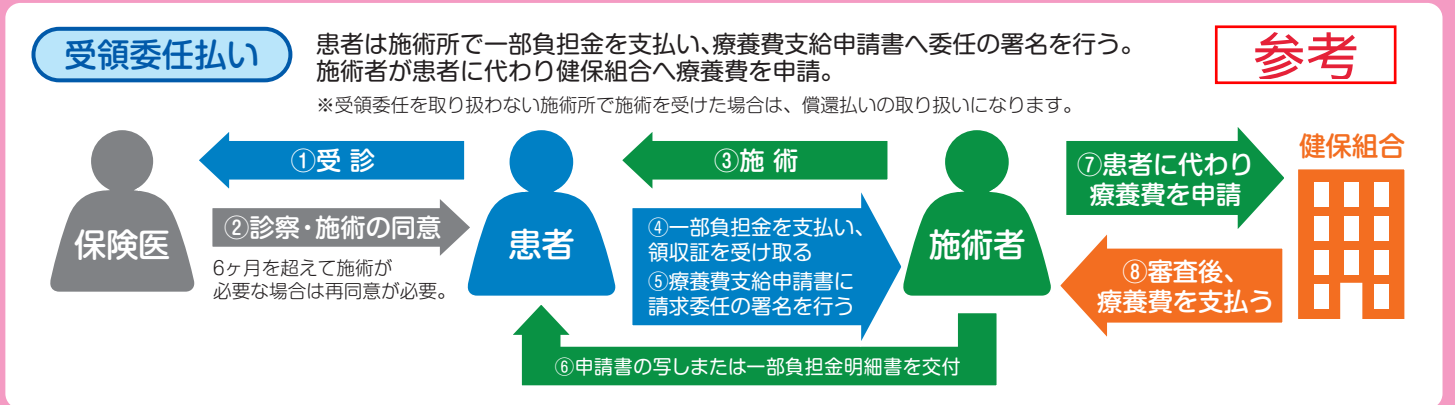 受領委任払い
患者は施術所で一部負担金を支払い、療養費支給申請書へ委任の署名を行う。
施術者が患者に代わり健保組合へ療養費を申請。
※受領委任を取り扱わない施術所で施術を受けた場合は、償還払いの取り扱いになります。
参考
保険医
①受 診
②診察・施術の同意
6ヶ月を超えて施術が
必要な場合は再同意が必要。
患者
③施 術
④一部負担金を支払い、
領収証を受け取る
⑤療養費支給申請書に
請求委任の署名を行う
⑥申請書の写しまたは一部負担金明細書を交付
施術者
⑦患者に代わり
療養費を申請
⑧審査後、
療養費を支払う
健保組合